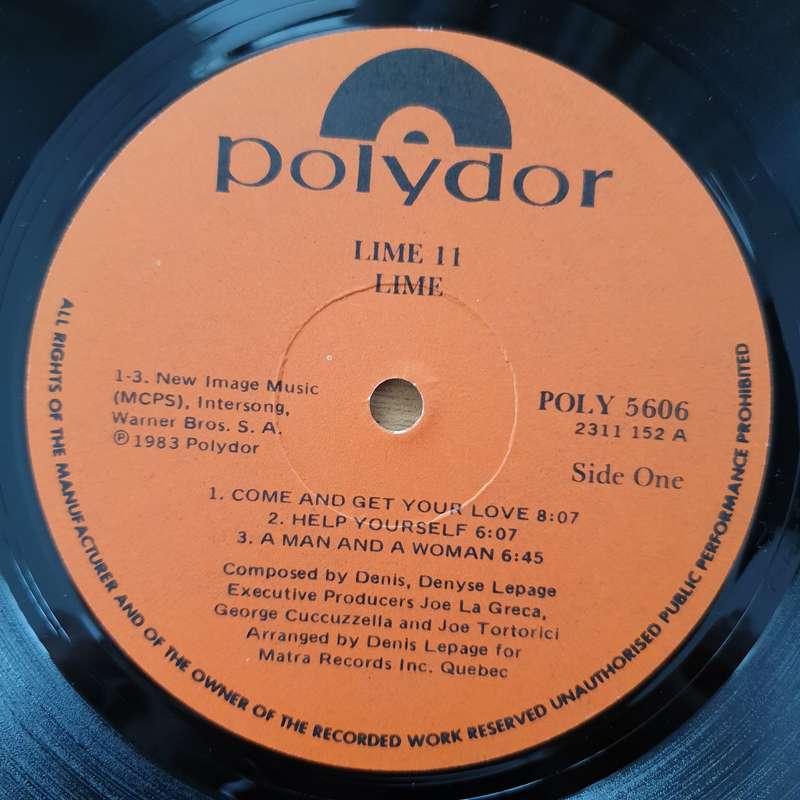 polydor
LIME 11
LIME
1-3. New Image Music
(MCPS), Intersong,
Warner Bros. S. A.
℗ 1983 Polydor
POLY 5606
2311 152 A
Side One
1. COME AND GET YOUR LOVE 8:07
2. HELP YOURSELF 6:07
3. A MAN AND A WOMAN 6:45
Composed by Denis, Denyse Lepage
Executive Producers Joe La Greca,
George Cuccuzzella and Joe Tortorici
Arranged by Denis Lepage for
Matra Records Inc. Quebec
ALL RIGHTS OF THE MANUFACTURER AND OF THE OWNER OF THE RECORDED WORK RESERVED UNAUTHORISED PUBLIC PERFORMANCE PROHIBITED